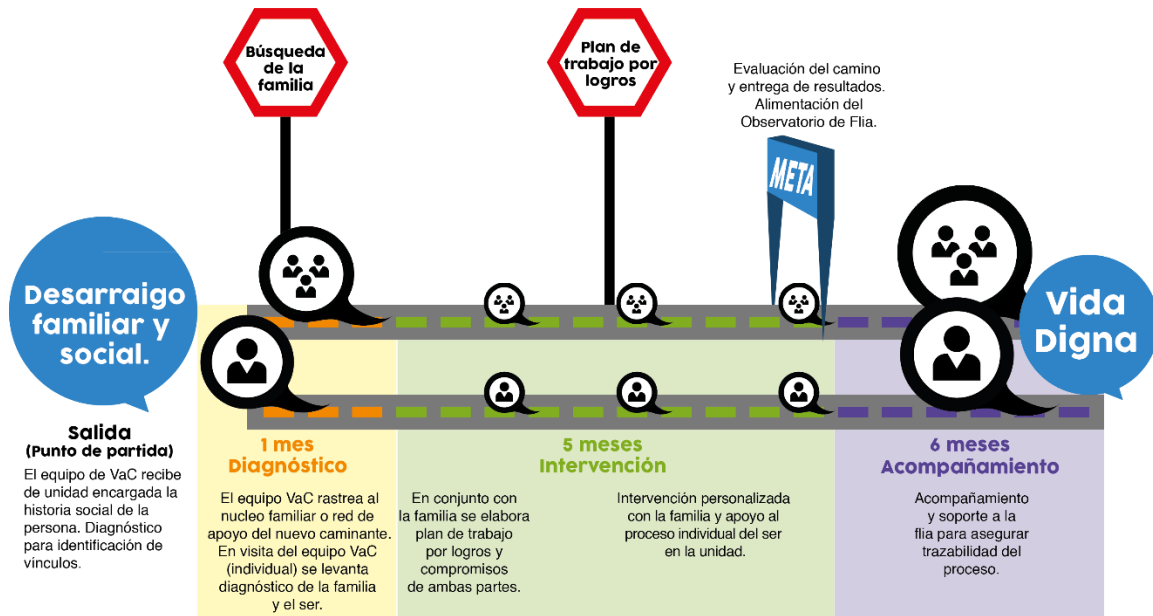 Búsqueda
de la
familia
Plan de
trabajo por
logros
Evaluación del camino
y entrega de resultados.
Alimentación del
Observatorio de Flia.
META
Desarraigo
familiar y
social.
Vida
Digna
Salida
(Punto de partida)
El equipo de VaC recibe
de unidad encargada la
historia social de la
persona. Diagnóstico
para identificación de
vínculos.
1 mes
Diagnóstico
El equipo VaC rastrea al
nucleo familiar o red de
apoyo del nuevo caminante.
En visita del equipo VaC
(individual) se levanta
diagnóstico de la familia
y el ser.
5 meses
Intervención
En conjunto con
la familia se elabora
plan de trabajo
por logros y
compromisos
de ambas partes.
Intervención personalizada
con la familia y apoyo al
proceso individual del ser
en la unidad.
6 meses
Acompañamiento
Acompañamiento
y soporte a la
flia para asegurar
trazabilidad del
proceso.